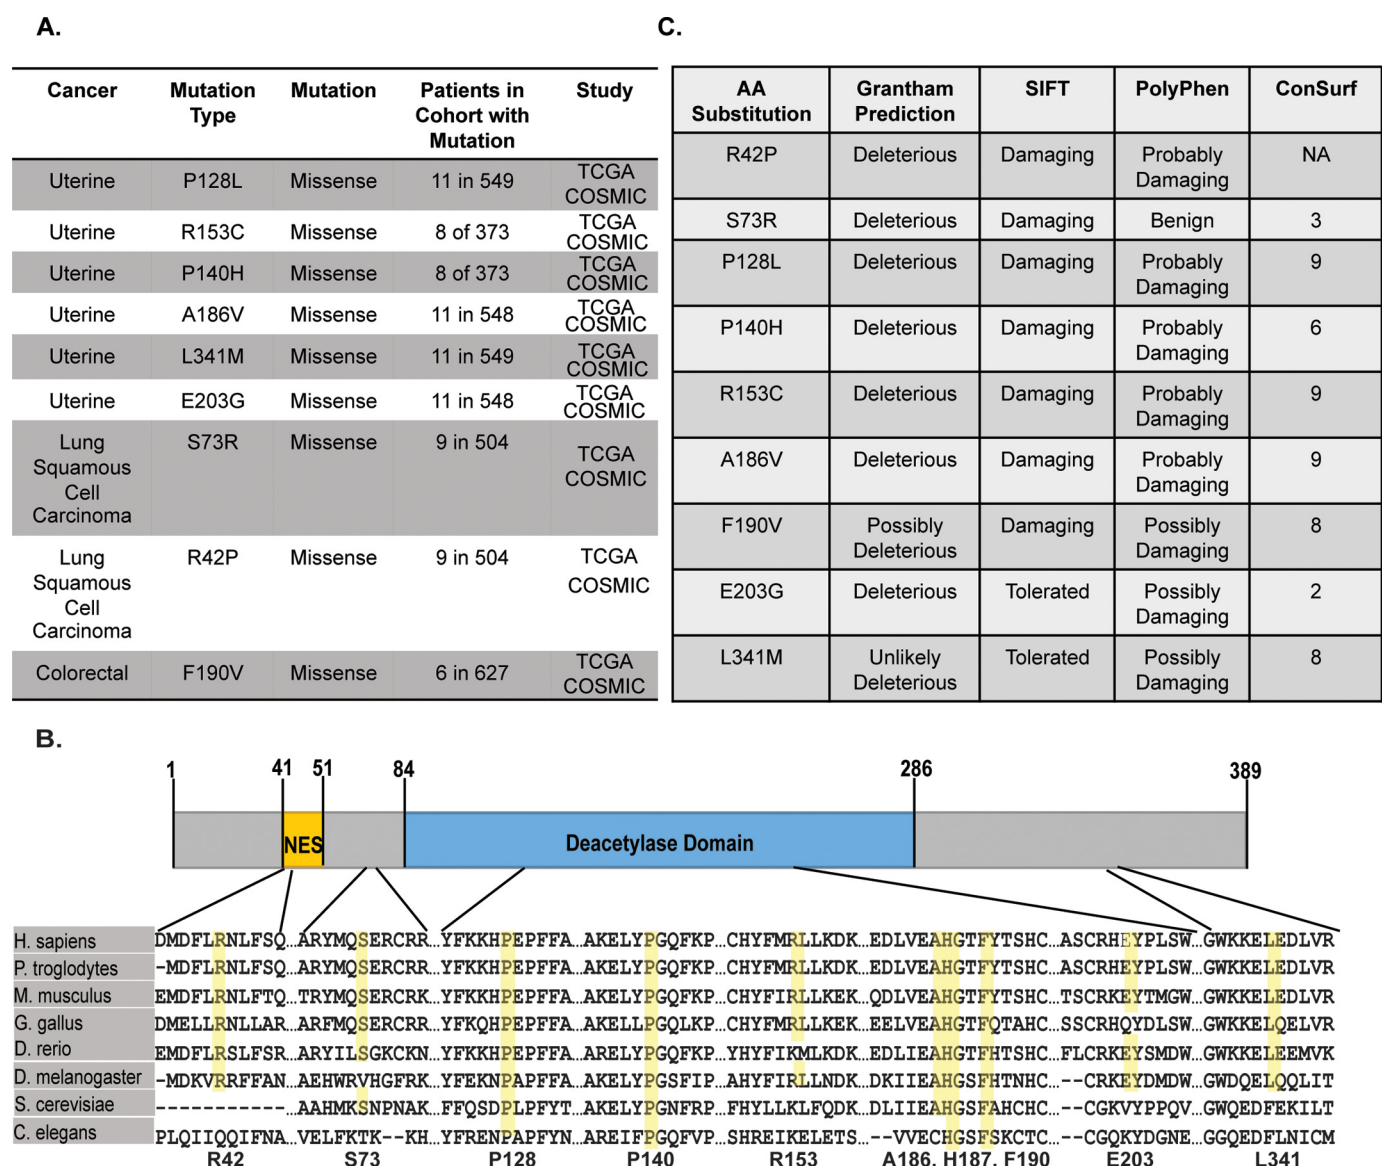 A.
Cancer Mutation Type Mutation Patients in Cohort with Mutation Study
Uterine P128L Missense 11 in 549 TCGA COSMIC
Uterine R153C Missense 8 of 373 TCGA COSMIC
Uterine P140H Missense 8 of 373 TCGA COSMIC
Uterine A186V Missense 11 in 548 TCGA COSMIC
Uterine L341M Missense 11 in 549 TCGA COSMIC
Uterine E203G Missense 11 in 548 TCGA COSMIC
Lung Squamous Cell Carcinoma S73R Missense 9 in 504 TCGA COSMIC
Lung Squamous Cell Carcinoma R42P Missense 9 in 504 TCGA COSMIC
Colorectal F190V Missense 6 in 627 TCGA COSMIC
C.
AA Substitution Grantham Prediction SIFT PolyPhen ConSurf
R42P Deleterious Damaging Probably Damaging NA
S73R Deleterious Damaging Benign 3
P128L Deleterious Damaging Probably Damaging 9
P140H Deleterious Damaging Probably Damaging 6
R153C Deleterious Damaging Probably Damaging 9
A186V Deleterious Damaging Probably Damaging 9
F190V Possibly Deleterious Damaging Possibly Damaging 8
E203G Deleterious Tolerated Possibly Damaging 2
L341M Unlikely Deleterious Tolerated Possibly Damaging 8
B.
1 41 51 84 286 389
NES Deacetylase Domain
H. sapiens DMDFLRNLFSQ...ARYMQSERCRR...YFKKHPEPFFA...AKELYPGQFKP...CHYFMRLLKDK...EDLVEAHGTFYTSHC...ASCRHEYPLSW...GWKKELEDLVR
P. troglodytes -MDFLRNLFSQ...ARYMQSERCRR...YFKKHPEPFFA...AKELYPGQFKP...CHYFMRLLKDK...EDLVEAHGTFYTSHC...ASCRHEYPLSW...GWKKELEDLVR
M. musculus EMDFLRNLFTQ...TRYMQSERCRK...YFKKHPEPFFA...AKELYPGQFKP...CHYFIRLLKEK...QDLVEAHGTFYTSHC...TSCRKEYTMGW...GWKKELEDLVR
G. gallus DMELLRNLLAR...ARFMQSERCRR...YFKQHPEPFFA...AKELLPGQLKP...CHYFMRLLKEK...EELVEAHGTFQTAHC...SSCRHQYDLSW...GWKKELQELVR
D. rerio EMDFLRSLFSR...ARYILSGKCKN...YFKKHPEPFFA...ARELYPGQFKP...YHYFIKMLKDK...EDLIEAHGTFHTSHC...FLCRKEYSMDW...GWKKELEEMVK
D. melanogaster -MDKVRRFFAN...AEHWRVHGFRK...YFEKNPAPFFA...ARELYPGSFIP...AHYFIRLLNDK...DKIIEAHGSFHTNHC...--CRKEYDMDW...GWDQELQQLIT
S. cerevisiae -----------...AAHMKSNPNAK...FFQSDPLPFYT...AKELYPGNFRP...FHYLLKLFQDK...DLIIEAHGSFAHCHC...--CGKVYPPQV...GWQEDFEKILT
C. elegans PLQIIQQIFNA...VELFKTK--KH...YFRENPAPFYN...AREIFPGQFVP...SHREIKELETS...--VVECHGSFSKCTC...--CGQKYDGNE...GGQEDFLNICM
R42 S73 P128 P140 R153 A186, H187, F190 E203 L341